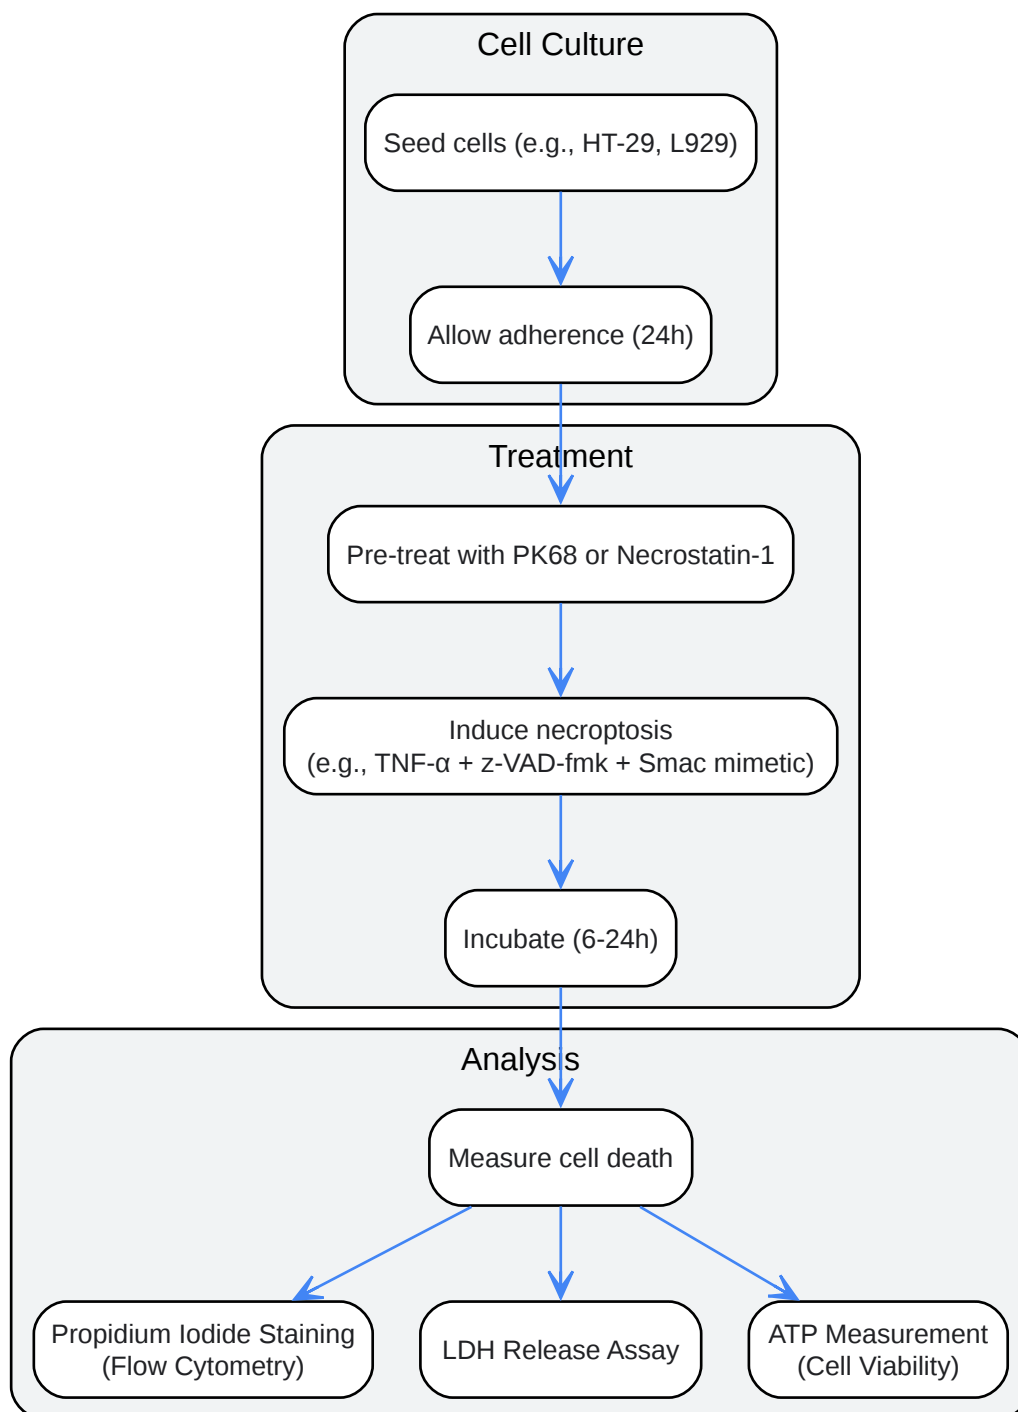 Cell Culture
Seed cells (e.g., HT-29, L929)
Allow adherence (24h)
Treatment
Pre-treat with PK68 or Necrostatin-1
Induce necroptosis
(e.g., TNF-α + z-VAD-fmk + Smac mimetic)
Incubate (6-24h)
Analysis
Measure cell death
Propidium Iodide Staining
(Flow Cytometry)
LDH Release Assay
ATP Measurement
(Cell Viability)